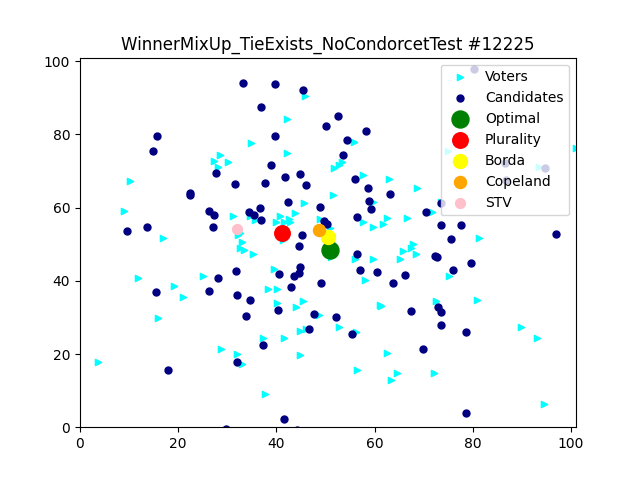 WinnerMixUp_TieExists_NoCondorcetTest #12225
100
80
60
40
20
0
0
20
40
60
80
100
Voters
Candidates
Optimal
Plurality
Borda
Copeland
STV